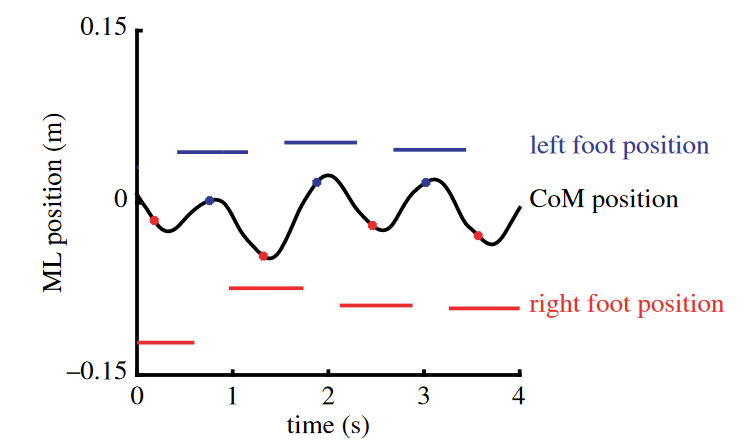 0.15
left foot position
0
CoM position
ML position (m)
right foot position
–0.15
0 1 2 3 4
time (s)